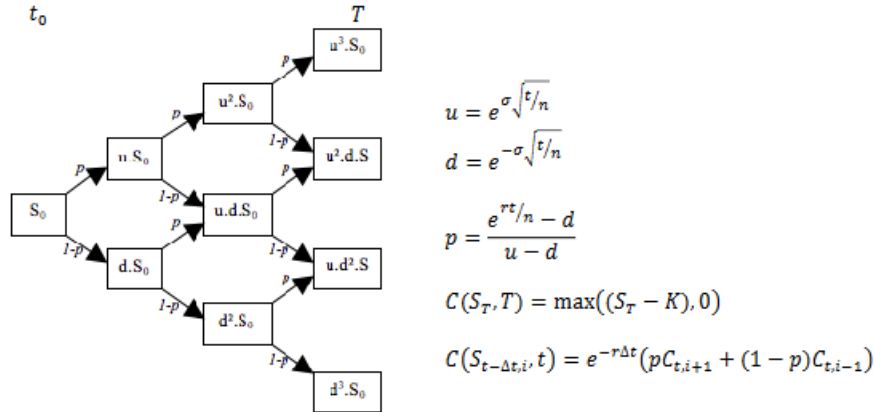 t₀ T
u³.S₀
p
u².S₀
p 1-p
u.S₀ u².d.S
p 1-p p
S₀ u.d.S₀
1-p p 1-p
d.S₀ u.d².S
1-p p
d².S₀
1-p
d³.S₀
u = e^{σ√(t/n)}
d = e^{-σ√(t/n)}
p = \frac{e^{rt/n} - d}{u - d}
C(S_T, T) = max((S_T - K), 0)
C(S_{t-Δt,i}, t) = e^{-rΔt}(pC_{t,i+1} + (1 - p)C_{t,i-1})